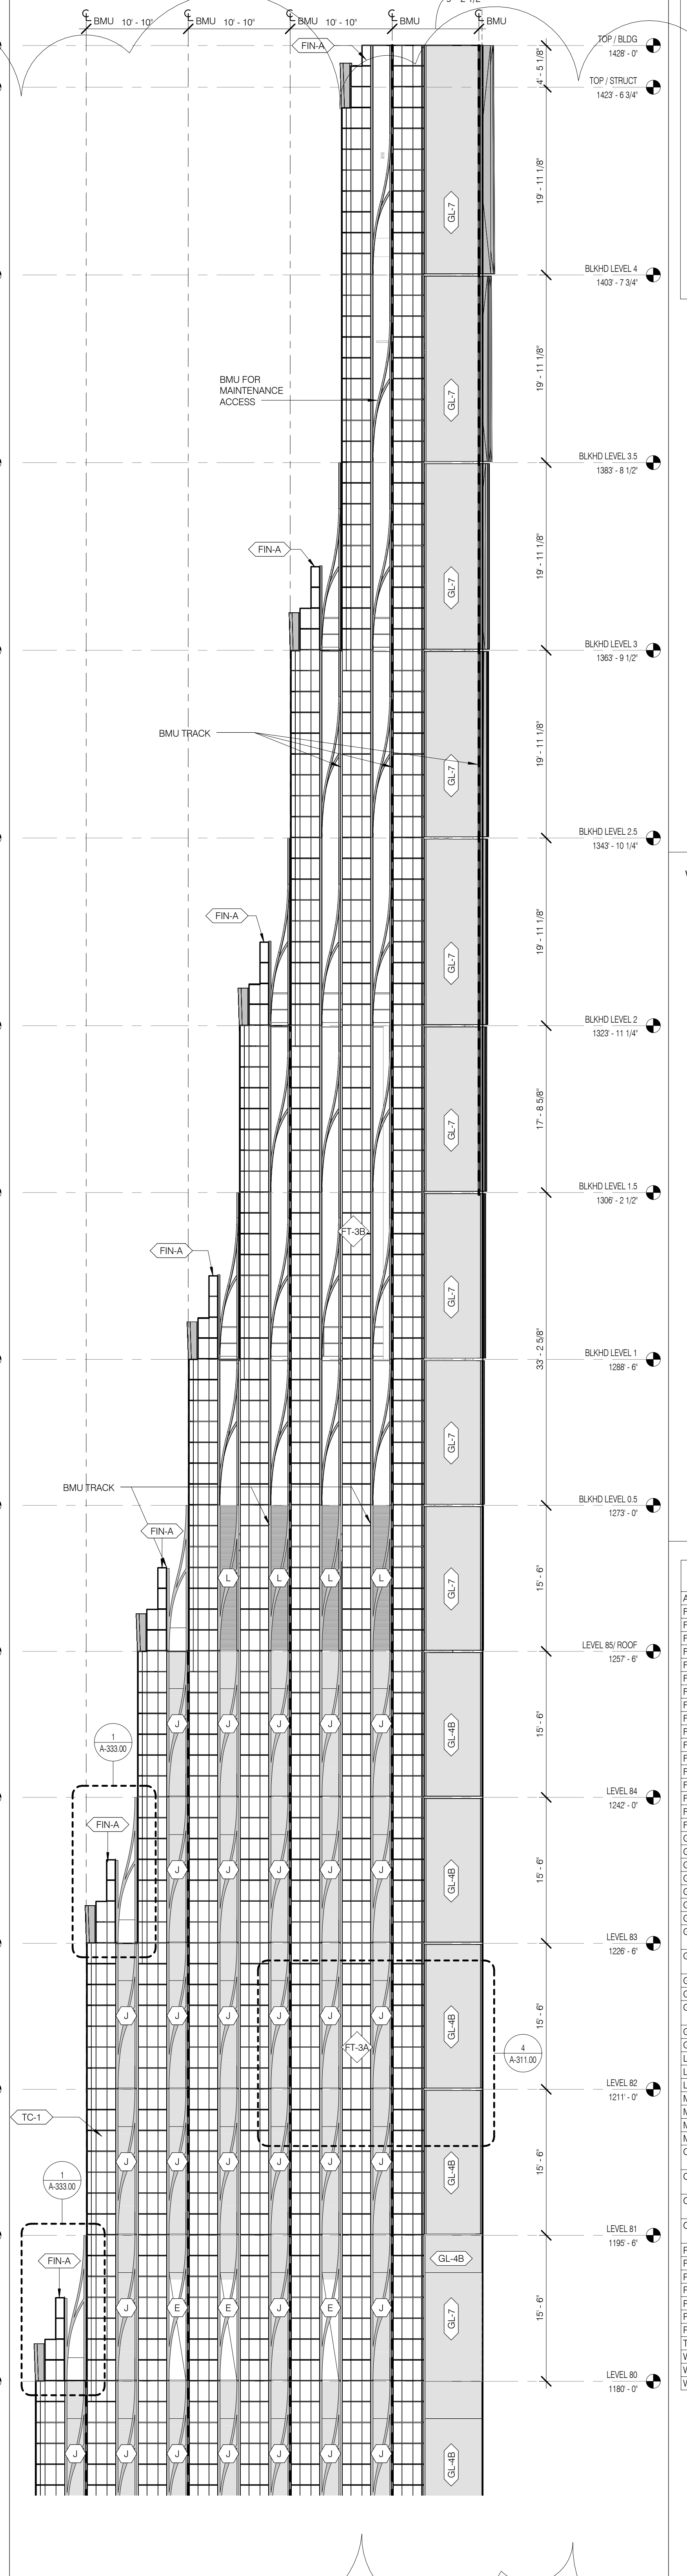 5' - 2 1/2"
℄ BMU 10' - 10" ℄ BMU 10' - 10" ℄ BMU 10' - 10" ℄ BMU ℄ BMU
FIN-A
TOP / BLDG
1428' - 0"
4' - 5 1/8"
TOP / STRUCT
1423' - 6 3/4"
19' - 11 1/8"
GL-7
BLKHD LEVEL 4
1403' - 7 3/4"
BMU FOR
MAINTENANCE
ACCESS
19' - 11 1/8"
GL-7
BLKHD LEVEL 3.5
1383' - 8 1/2"
FIN-A
19' - 11 1/8"
GL-7
BLKHD LEVEL 3
1363' - 9 1/2"
BMU TRACK
19' - 11 1/8"
GL-7
BLKHD LEVEL 2.5
1343' - 10 1/4"
FIN-A
19' - 11 1/8"
GL-7
BLKHD LEVEL 2
1323' - 11 1/4"
17' - 8 5/8"
GL-7
BLKHD LEVEL 1.5
1306' - 2 1/2"
FT-3B
FIN-A
GL-7
33' - 2 5/8"
BLKHD LEVEL 1
1288' - 6"
GL-7
BMU TRACK
BLKHD LEVEL 0.5
1273' - 0"
FIN-A
L L L L
GL-7
15' - 6"
LEVEL 85/ ROOF
1257' - 6"
1
A-333.00
J J J J J
GL-4B
15' - 6"
LEVEL 84
1242' - 0"
FIN-A
J J J J J
GL-4B
15' - 6"
LEVEL 83
1226' - 6"
J J J J J J
FT-3A
GL-4B
15' - 6"
4
A-311.00
LEVEL 82
1211' - 0"
TC-1
J J J J J J
GL-4B
15' - 6"
1
A-333.00
LEVEL 81
1195' - 6"
FIN-A
GL-4B
J E E J E J
GL-7
15' - 6"
LEVEL 80
1180' - 0"
J J J J J J J
GL-4B